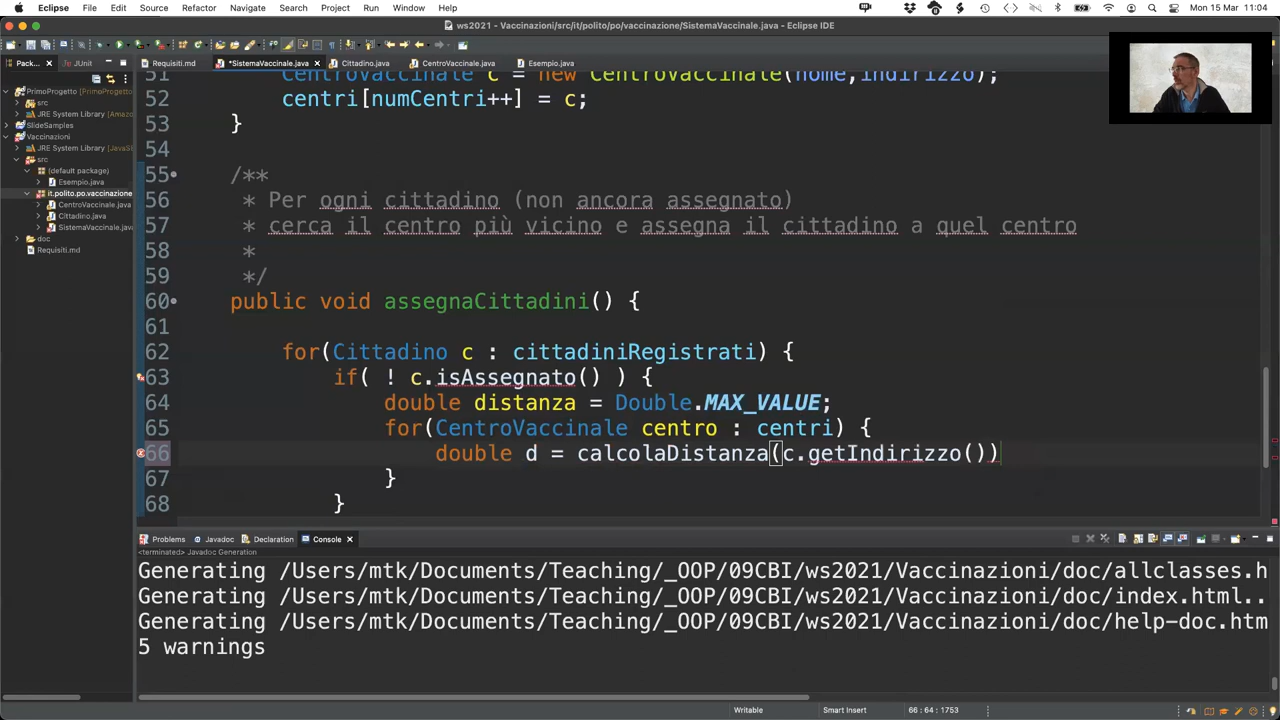 Eclipse File Edit Source Refactor Navigate Search Project Run Window Help Mon 15 Mar 11:04
ws2021 - Vaccinazioni/src/it/polito/po/vaccinazione/SistemaVaccinale.java - Eclipse IDE
Pack... JUnit
Requisiti.md *SistemaVaccinale.java Cittadino.java CentroVaccinale.java Esempio.java
PrimoProgetto
src
JRE System Library [Amazo
SlideSamples
Vaccinazioni
JRE System Library [JavaS
src
(default package)
Esempio.java
it.polito.po.vaccinazione
CentroVaccinale.java
Cittadino.java
SistemaVaccinale.java
doc
Requisiti.md
51 CentroVaccinale c = new CentroVaccinale(nome,indirizzo);
52 centri[numCentri++] = c;
53 }
54
55 /**
56 * Per ogni cittadino (non ancora assegnato)
57 * cerca il centro più vicino e assegna il cittadino a quel centro
58 *
59 */
60 public void assegnaCittadini() {
61
62 for(Cittadino c : cittadiniRegistrati) {
63 if( ! c.isAssegnato() ) {
64 double distanza = Double.MAX_VALUE;
65 for(CentroVaccinale centro : centri) {
66 double d = calcolaDistanza(c.getIndirizzo())
67 }
68 }
Problems Javadoc Declaration Console
<terminated> Javadoc Generation
Generating /Users/mtk/Documents/Teaching/_OOP/09CBI/ws2021/Vaccinazioni/doc/allclasses.h
Generating /Users/mtk/Documents/Teaching/_OOP/09CBI/ws2021/Vaccinazioni/doc/index.html..
Generating /Users/mtk/Documents/Teaching/_OOP/09CBI/ws2021/Vaccinazioni/doc/help-doc.htm
5 warnings
Writable Smart Insert 66 : 64 : 1753